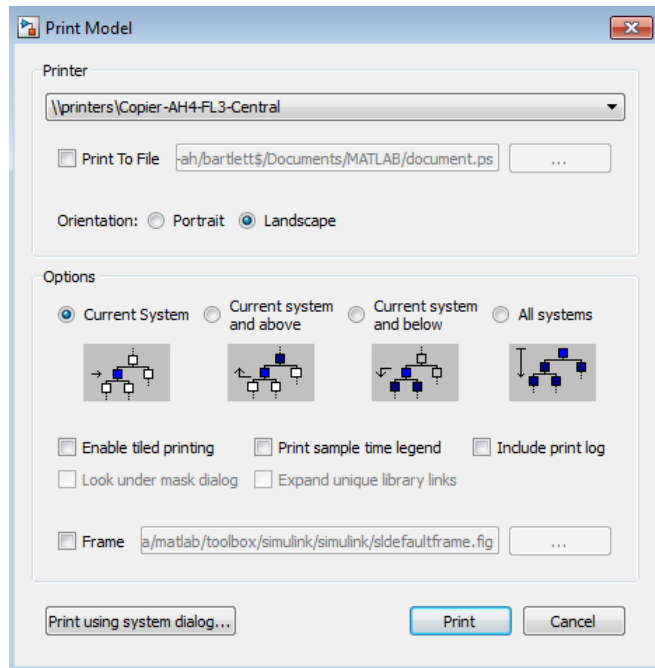 Print Model
Printer
\\printers\Copier-AH4-FL3-Central
Print To File
-ah/bartlett$/Documents/MATLAB/document.ps
...
Orientation:
Portrait
Landscape
Options
Current System
Current system
and above
Current system
and below
All systems
Enable tiled printing
Print sample time legend
Include print log
Look under mask dialog
Expand unique library links
Frame
a/matlab/toolbox/simulink/simulink/sldefaultframe.fig
...
Print using system dialog...
Print
Cancel